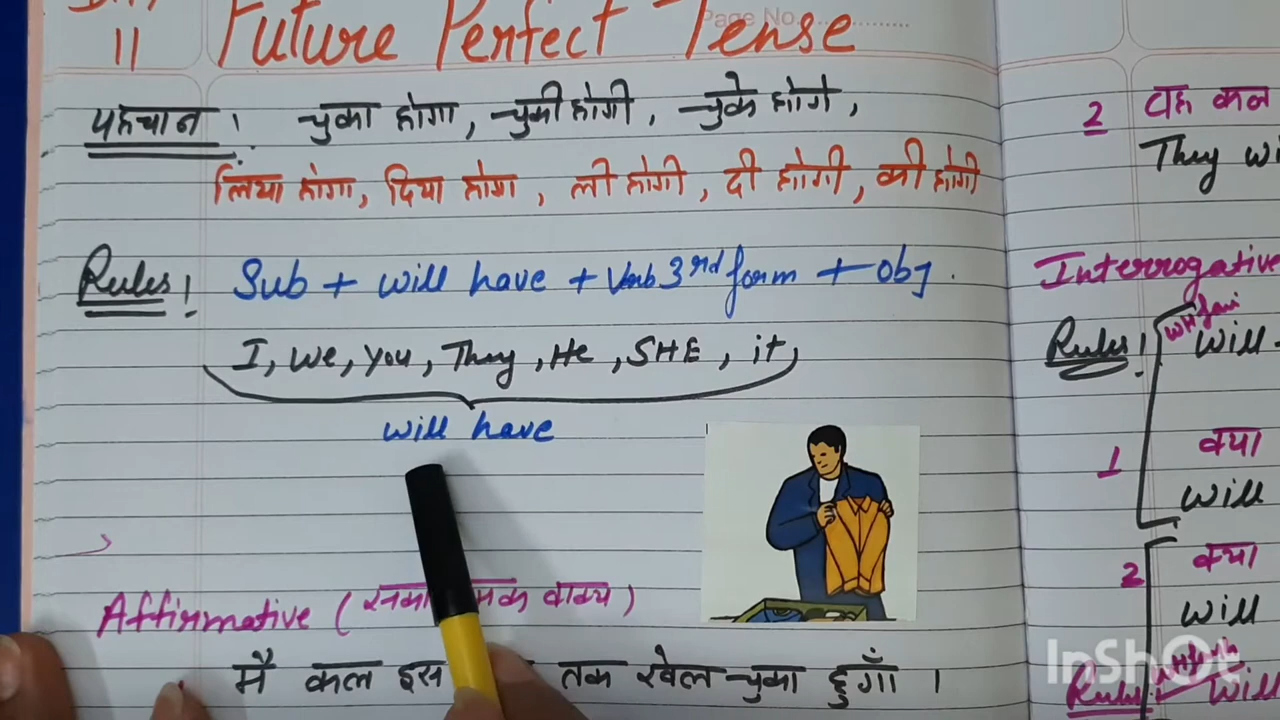 11 Future Perfect Tense
Page No.
पहचान! चुका होगा, चुकी होगी, चुके होगे,
लिया होगा, दिया होगा, ली होगी, दी होगी, की होगी
Rules! Sub + will have + Verb 3rd form + obj.
I, we, you, They, He, SHE, it,
will have
Affirmative ( वाक्य )
मै कल इस तक खेल चुका हुगाँ ।
2 वह कल
They
Interrogative
Rules! will
1 क्या
will
2 क्या
will
Rules will
InShOt